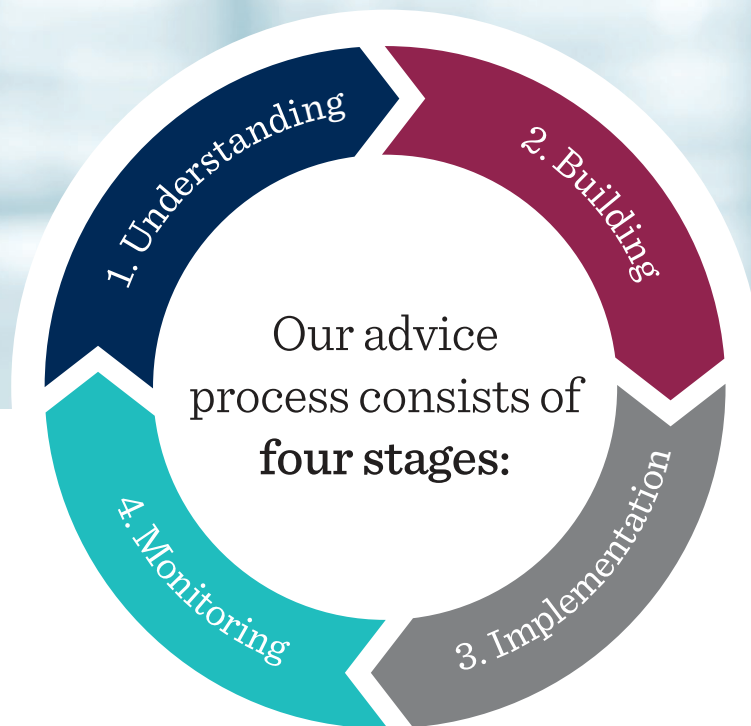 1. Understanding
2. Building
Our advice
process consists of
four stages:
3. Implementation
4. Monitoring